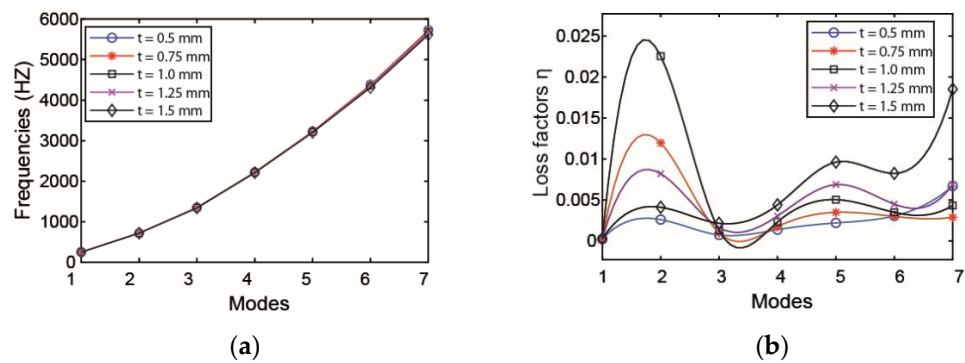 t = 0.5 mm
t = 0.75 mm
t = 1.0 mm
t = 1.25 mm
t = 1.5 mm
Frequencies (HZ)
6000
5000
4000
3000
2000
1000
0
1 2 3 4 5 6 7
Modes
(a)
t = 0.5 mm
t = 0.75 mm
t = 1.0 mm
t = 1.25 mm
t = 1.5 mm
Loss factors η
0.025
0.02
0.015
0.01
0.005
0
1 2 3 4 5 6 7
Modes
(b)